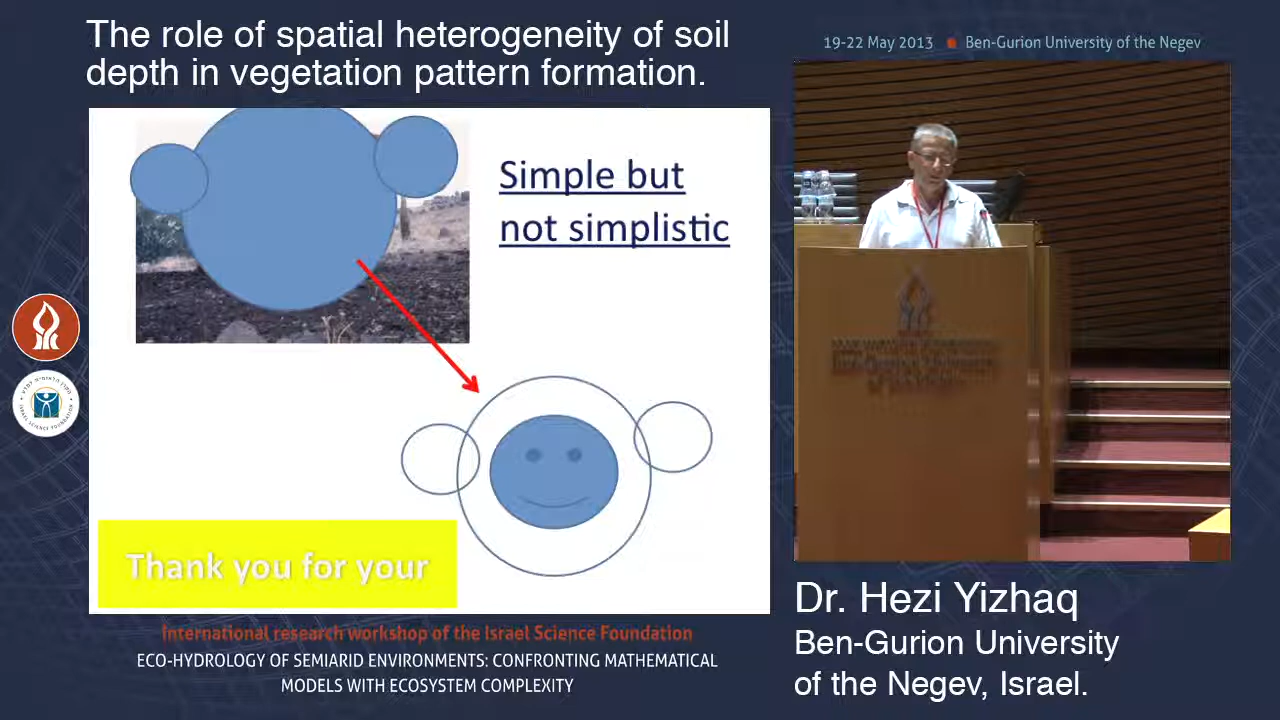 The role of spatial heterogeneity of soil
depth in vegetation pattern formation.
19-22 May 2013 Ben-Gurion University of the Negev
Simple but
not simplistic
Thank you for your
International research workshop of the Israel Science Foundation
ECO-HYDROLOGY OF SEMIARID ENVIRONMENTS: CONFRONTING MATHEMATICAL
MODELS WITH ECOSYSTEM COMPLEXITY
Dr. Hezi Yizhaq
Ben-Gurion University
of the Negev, Israel.